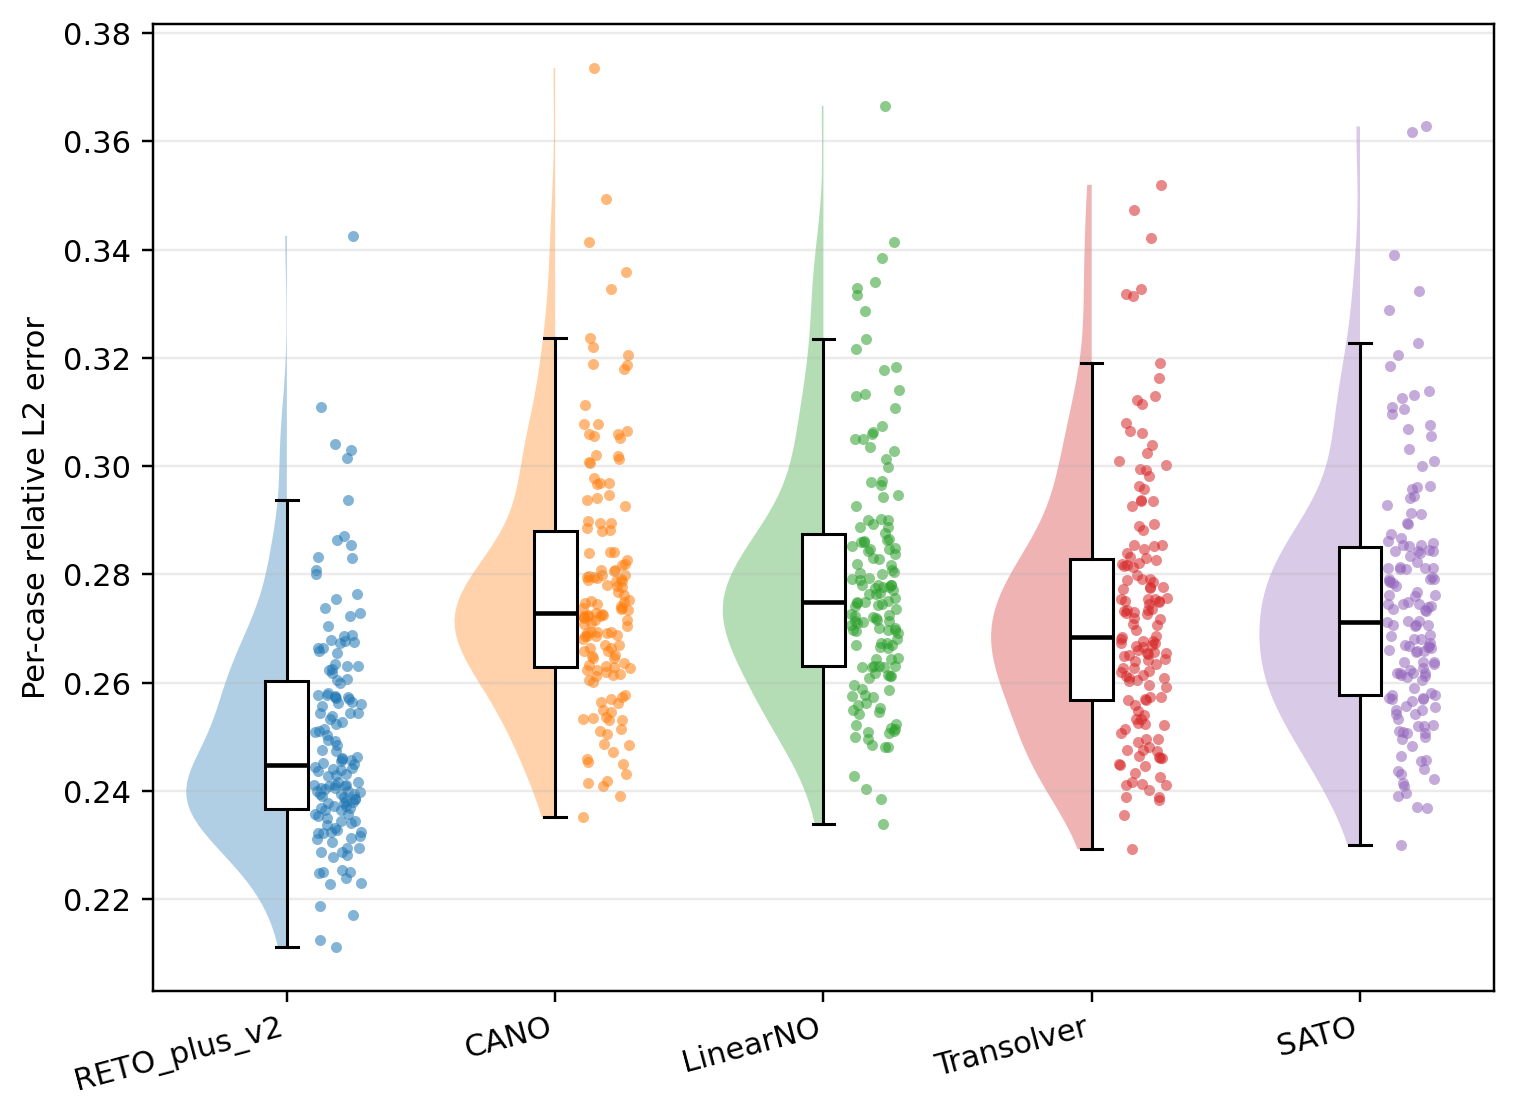 Per-case relative L2 error
0.38
0.36
0.34
0.32
0.30
0.28
0.26
0.24
0.22
RETO_plus_v2
CANO
LinearNO
Transolver
SATO